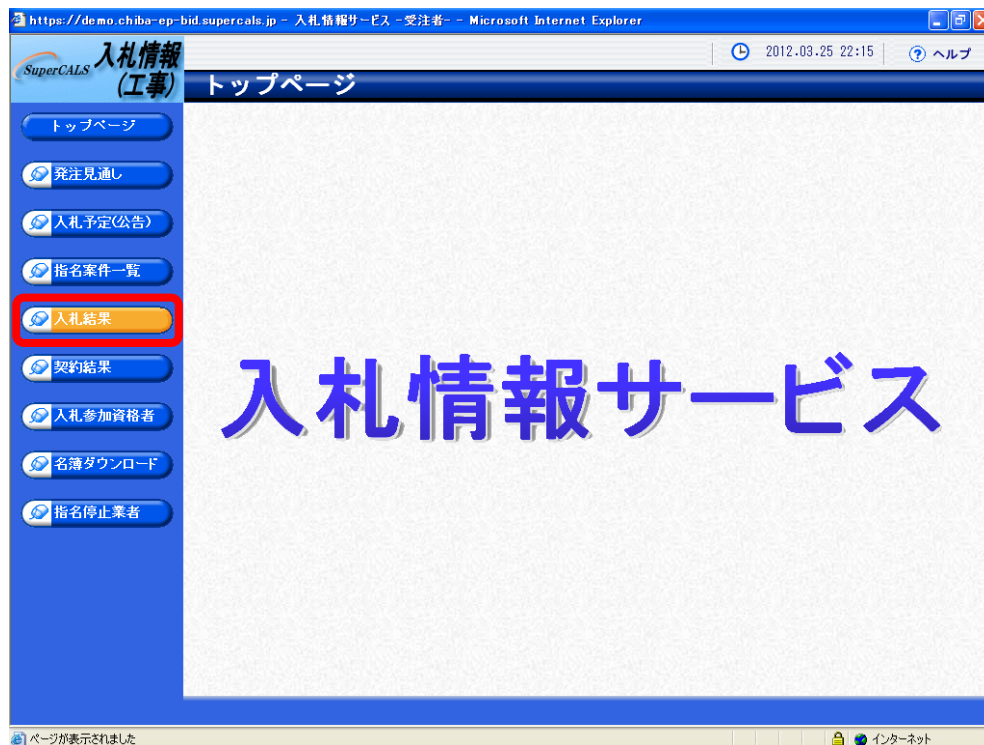 https://demo.chiba-ep-bid.supercals.jp - 入札情報サービス -受注者- - Microsoft Internet Explorer
SuperCALS
入札情報
(工事)
2012.03.25 22:15
ヘルプ
トップページ
トップページ
発注見通し
入札予定(公告)
指名案件一覧
入札結果
契約結果
入札参加資格者
名簿ダウンロード
指名停止業者
入札情報サービス
ページが表示されました
インターネット